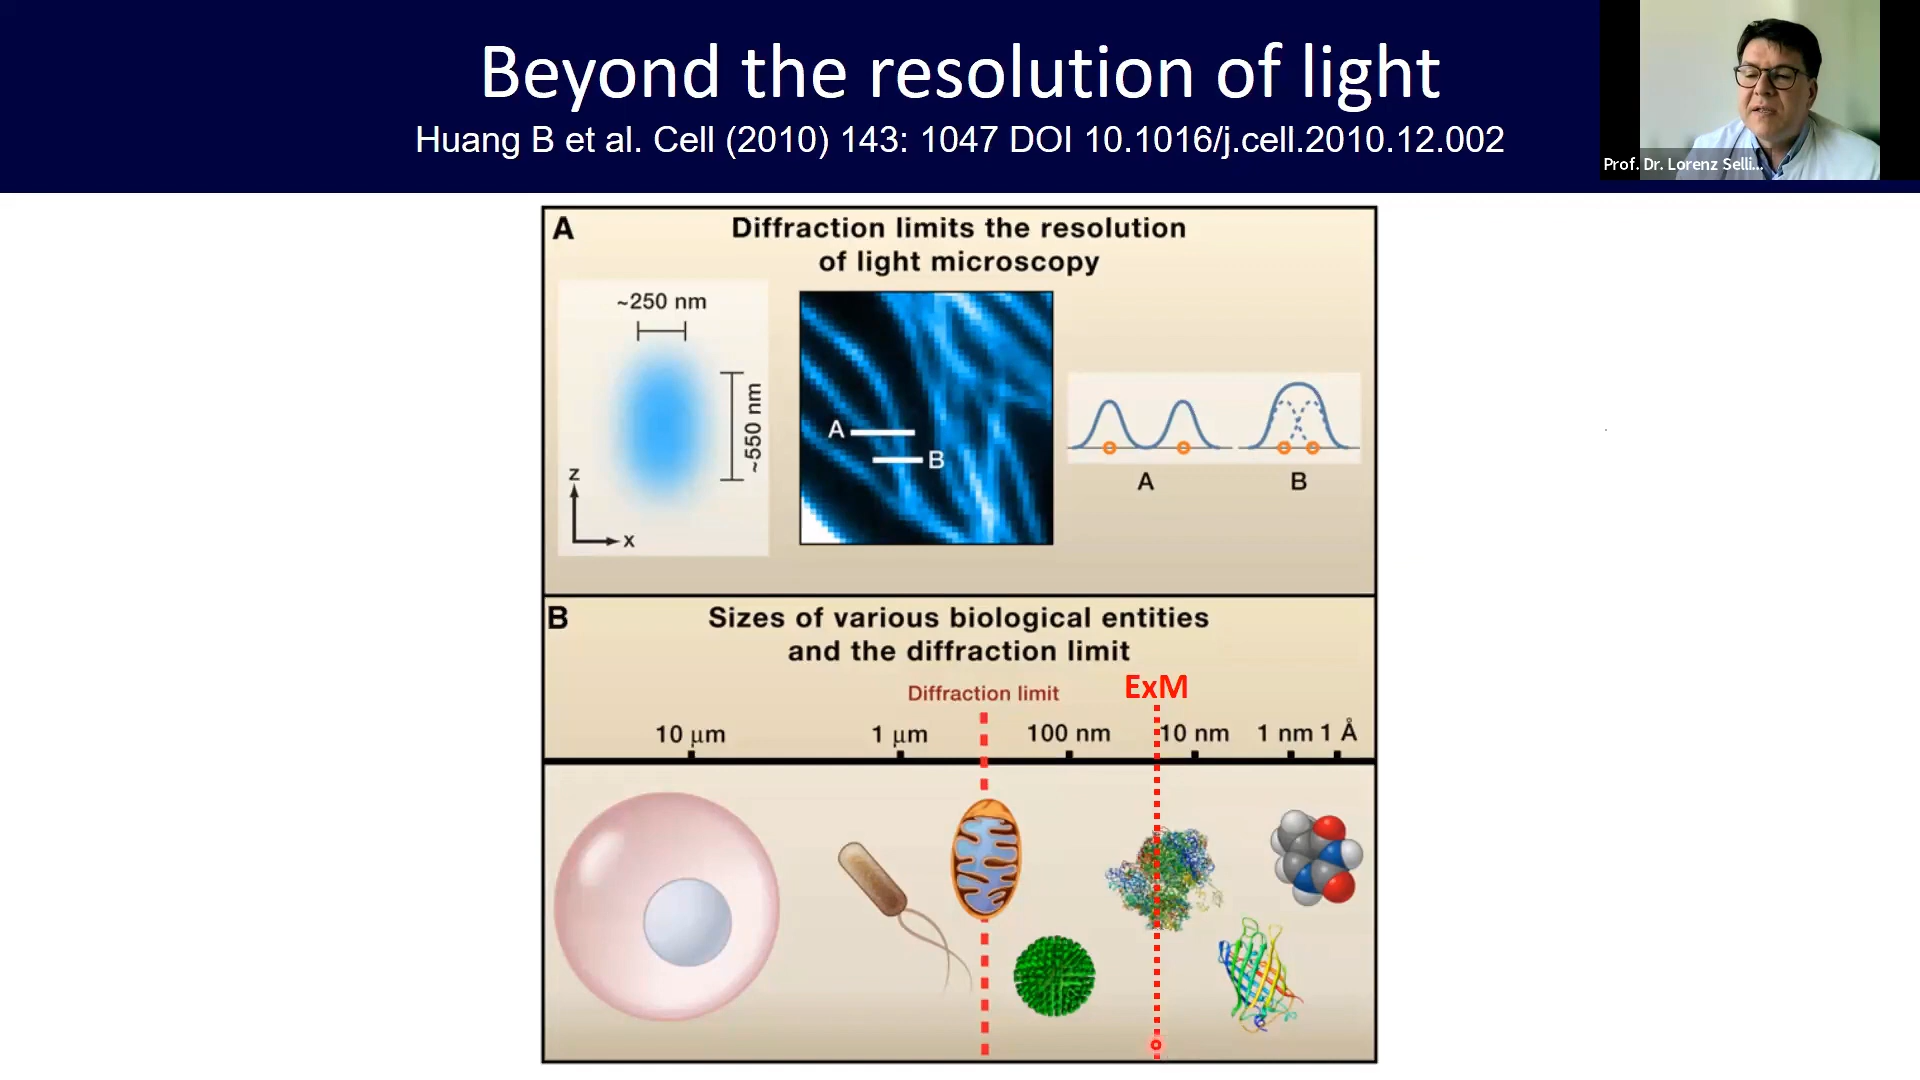 Beyond the resolution of light
Huang B et al. Cell (2010) 143: 1047 DOI 10.1016/j.cell.2010.12.002
Prof. Dr. Lorenz Selli...
A
Diffraction limits the resolution
of light microscopy
~250 nm
~550 nm
z
x
A
B
A
B
B
Sizes of various biological entities
and the diffraction limit
Diffraction limit
ExM
10 μm
1 μm
100 nm
10 nm
1 nm
1 Å